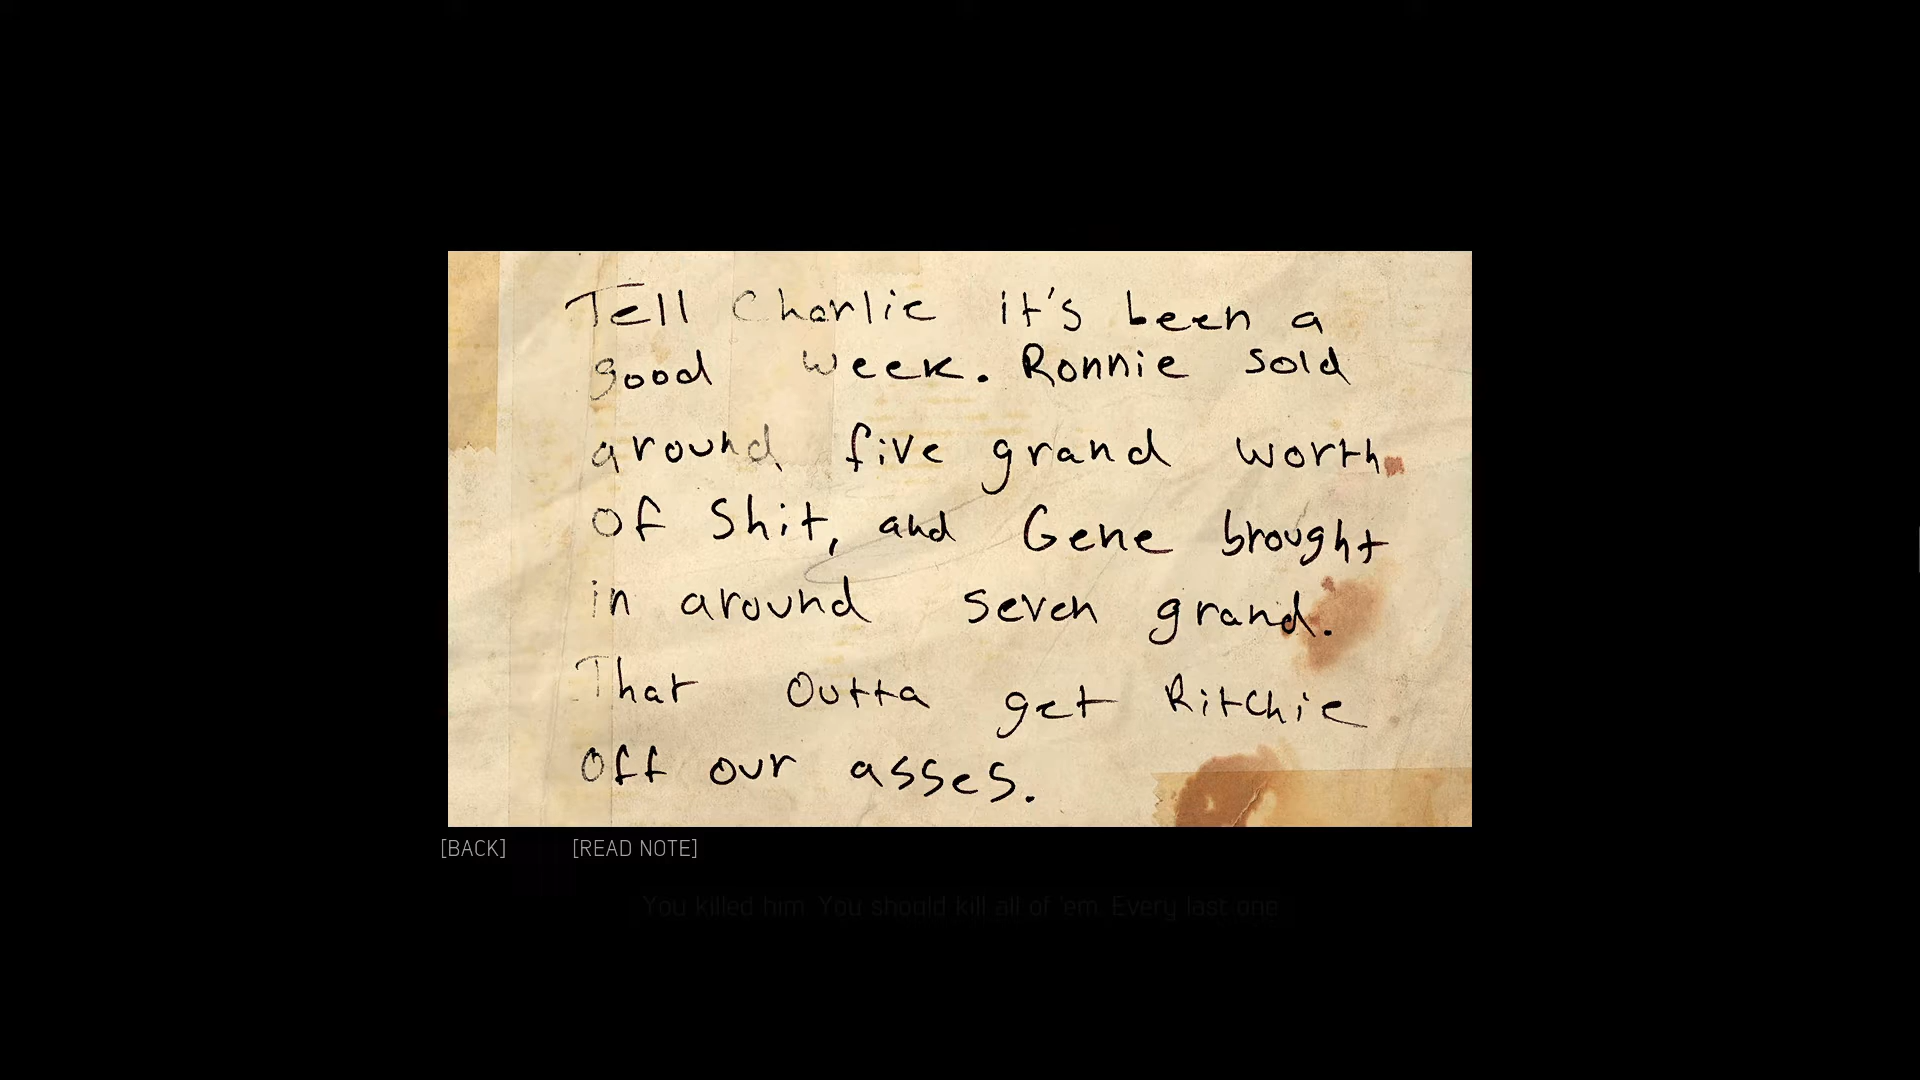 Tell Charlie it's been a
good week. Ronnie sold
around five grand worth
of Shit, and Gene brought
in around seven grand.
That Outta get Ritchie
Off our asses.
[BACK] [READ NOTE]
You killed him. You should kill all of 'em. Every last one